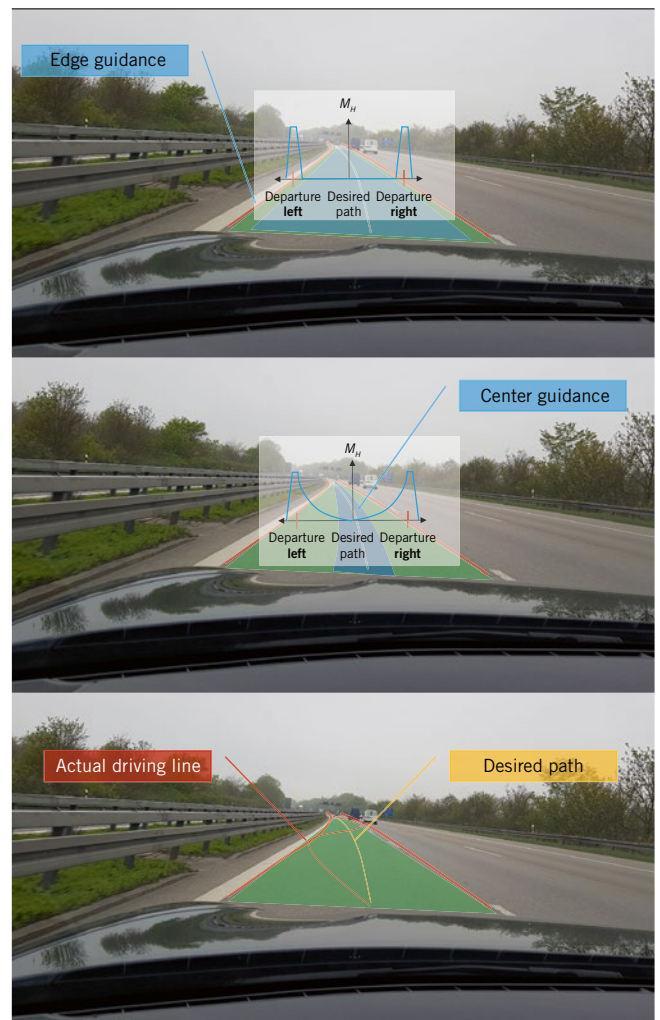 Edge guidance
M_H
Departure Desired Departure
left path right
Center guidance
M_H
Departure Desired Departure
left path right
Actual driving line
Desired path